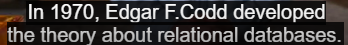 In 1970, Edgar F.Codd developed
the theory about relational databases.